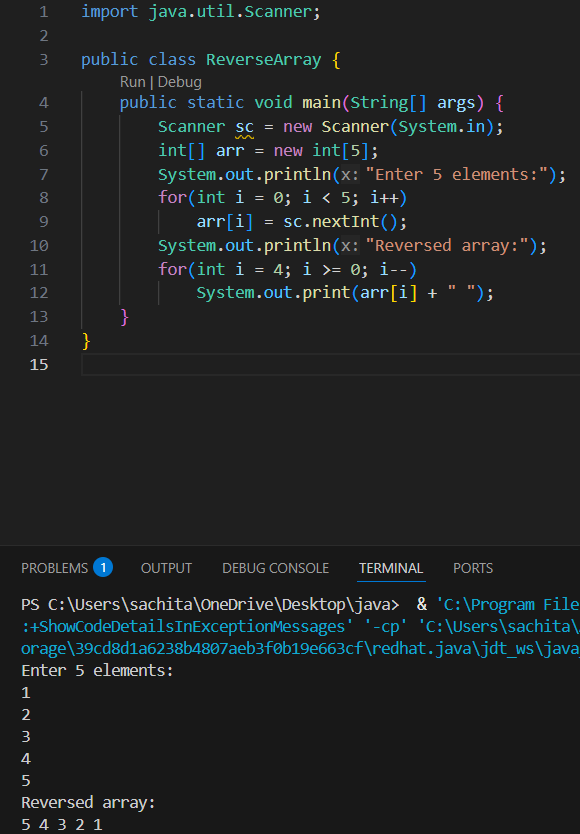 1 import java.util.Scanner;
2
3 public class ReverseArray {
Run | Debug
4 public static void main(String[] args) {
5 Scanner sc = new Scanner(System.in);
6 int[] arr = new int[5];
7 System.out.println(x: "Enter 5 elements:");
8 for(int i = 0; i < 5; i++)
9 arr[i] = sc.nextInt();
10 System.out.println(x: "Reversed array:");
11 for(int i = 4; i >= 0; i--)
12 System.out.print(arr[i] + " ");
13 }
14 }
15
PROBLEMS 1 OUTPUT DEBUG CONSOLE TERMINAL PORTS
PS C:\Users\sachita\OneDrive\Desktop\java> & 'C:\Program File
:+ShowCodeDetailsInExceptionMessages' '-cp' 'C:\Users\sachita\
orage\39cd8d1a6238b4807aeb3f0b19e663cf\redhat.java\jdt_ws\java
Enter 5 elements:
1
2
3
4
5
Reversed array:
5 4 3 2 1